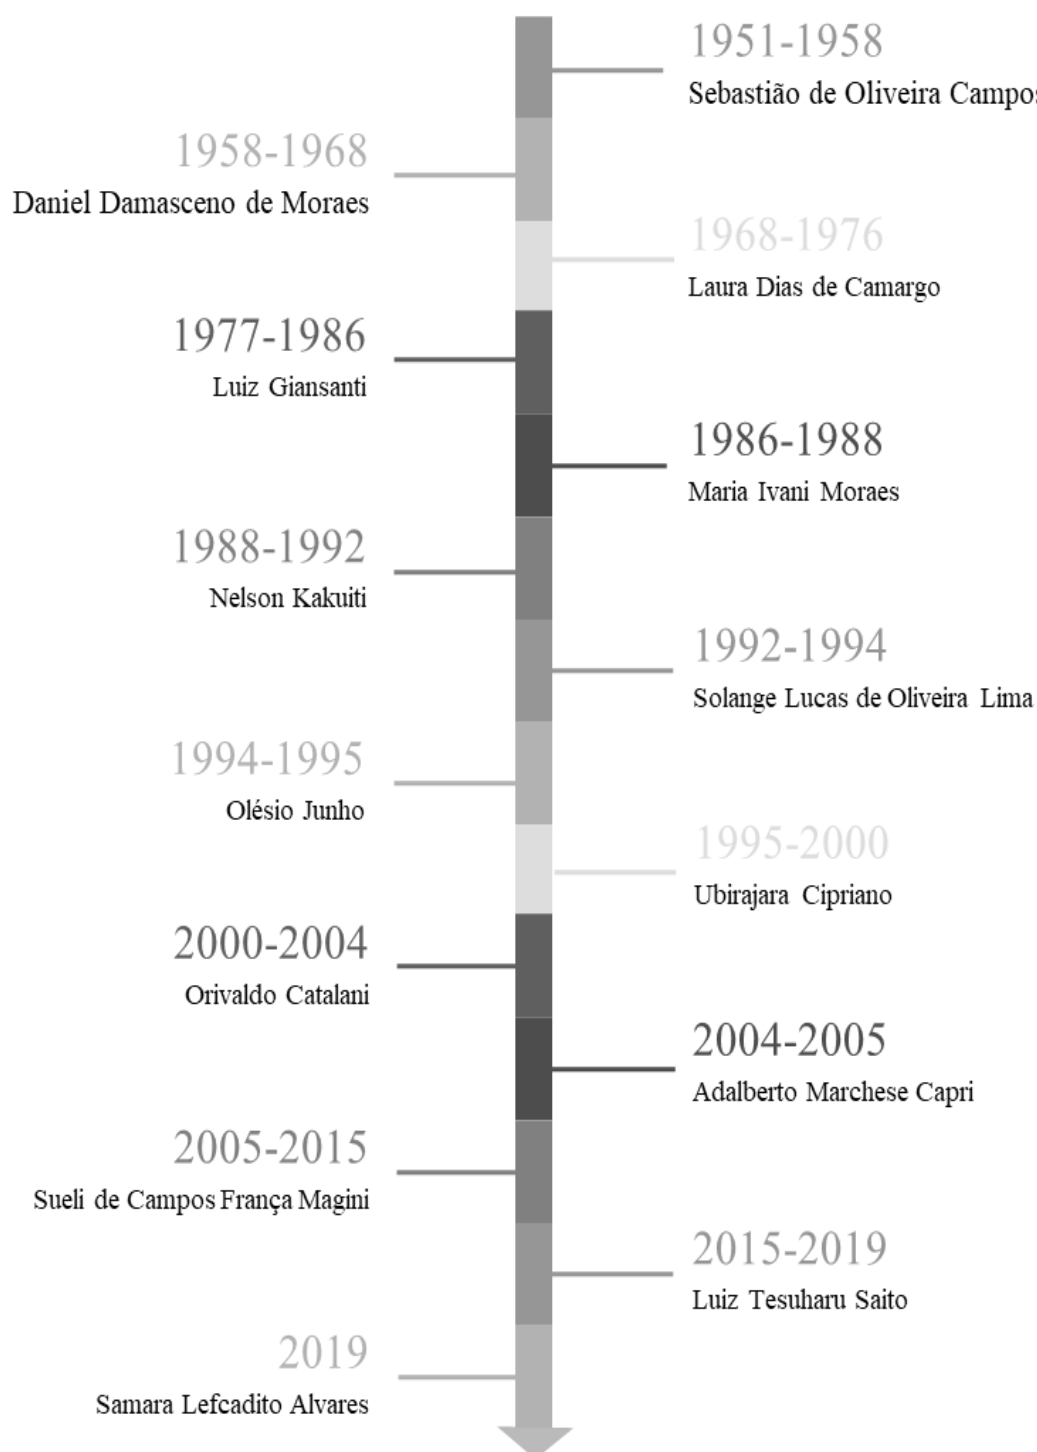 1951-1958
Sebastião de Oliveira Campos
1958-1968
Daniel Damasceno de Moraes
1968-1976
Laura Dias de Camargo
1977-1986
Luiz Giansanti
1986-1988
Maria Ivani Moraes
1988-1992
Nelson Kakuiti
1992-1994
Solange Lucas de Oliveira Lima
1994-1995
Olésio Junho
1995-2000
Ubirajara Cipriano
2000-2004
Orivaldo Catalani
2004-2005
Adalberto Marchese Capri
2005-2015
Sueli de Campos França Magini
2015-2019
Luiz Tesuharu Saito
2019
Samara Lefcadito Alvares